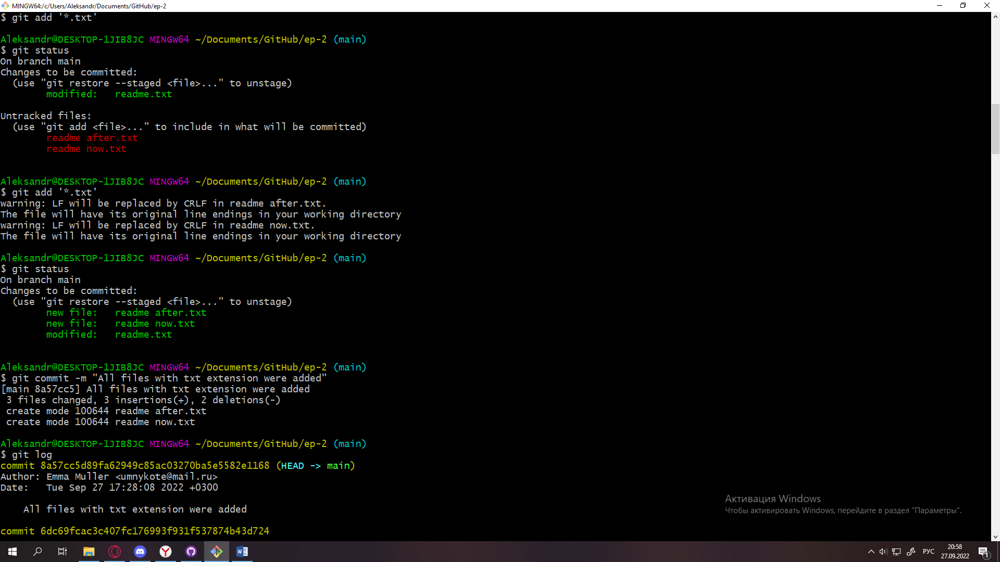 MINGW64:/c/Users/Aleksandr/Documents/GitHub/ep-2
$ git add '*.txt'
Aleksandr@DESKTOP-1JIB8JC MINGW64 ~/Documents/GitHub/ep-2 (main)
$ git status
On branch main
Changes to be committed:
  (use "git restore --staged <file>..." to unstage)
        modified:   readme.txt
Untracked files:
  (use "git add <file>..." to include in what will be committed)
        readme after.txt
        readme now.txt
Aleksandr@DESKTOP-1JIB8JC MINGW64 ~/Documents/GitHub/ep-2 (main)
$ git add '*.txt'
warning: LF will be replaced by CRLF in readme after.txt.
The file will have its original line endings in your working directory
warning: LF will be replaced by CRLF in readme now.txt.
The file will have its original line endings in your working directory
Aleksandr@DESKTOP-1JIB8JC MINGW64 ~/Documents/GitHub/ep-2 (main)
$ git status
On branch main
Changes to be committed:
  (use "git restore --staged <file>..." to unstage)
        new file:   readme after.txt
        new file:   readme now.txt
        modified:   readme.txt
Aleksandr@DESKTOP-1JIB8JC MINGW64 ~/Documents/GitHub/ep-2 (main)
$ git commit -m "All files with txt extension were added"
[main 8a57cc5] All files with txt extension were added
 3 files changed, 3 insertions(+), 2 deletions(-)
 create mode 100644 readme after.txt
 create mode 100644 readme now.txt
Aleksandr@DESKTOP-1JIB8JC MINGW64 ~/Documents/GitHub/ep-2 (main)
$ git log
commit 8a57cc5d89fa62949c85ac03270ba5e5582e1168 (HEAD -> main)
Author: Emma Muller <umnykote@mail.ru>
Date:   Tue Sep 27 17:28:08 2022 +0300
    All files with txt extension were added
commit 6dc69fcac3c407fc176993f931f537874b43d724
Активация Windows
Чтобы активировать Windows, перейдите в раздел "Параметры".
РУС
20:58
27.09.2022
1